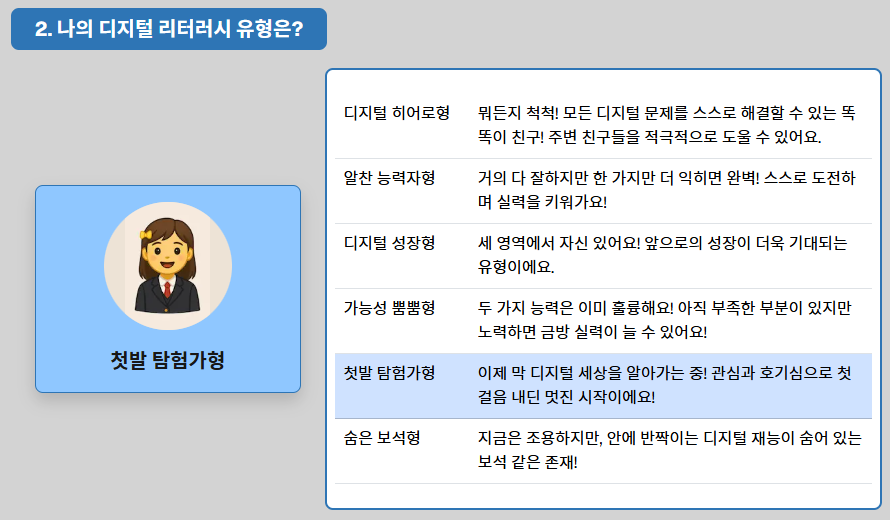 2. 나의 디지털 리터러시 유형은?
첫발 탐험가형
디지털 히어로형
뭐든지 척척! 모든 디지털 문제를 스스로 해결할 수 있는 똑
똑이 친구! 주변 친구들을 적극적으로 도울 수 있어요.
알찬 능력자형
거의 다 잘하지만 한 가지만 더 익히면 완벽! 스스로 도전하
며 실력을 키워가요!
디지털 성장형
세 영역에서 자신 있어요! 앞으로의 성장이 더욱 기대되는
유형이에요.
가능성 뿜뿜형
두 가지 능력은 이미 훌륭해요! 아직 부족한 부분이 있지만
노력하면 금방 실력이 늘 수 있어요!
첫발 탐험가형
이제 막 디지털 세상을 알아가는 중! 관심과 호기심으로 첫
걸음 내딘 멋진 시작이에요!
숨은 보석형
지금은 조용하지만, 안에 반짝이는 디지털 재능이 숨어 있는
보석 같은 존재!